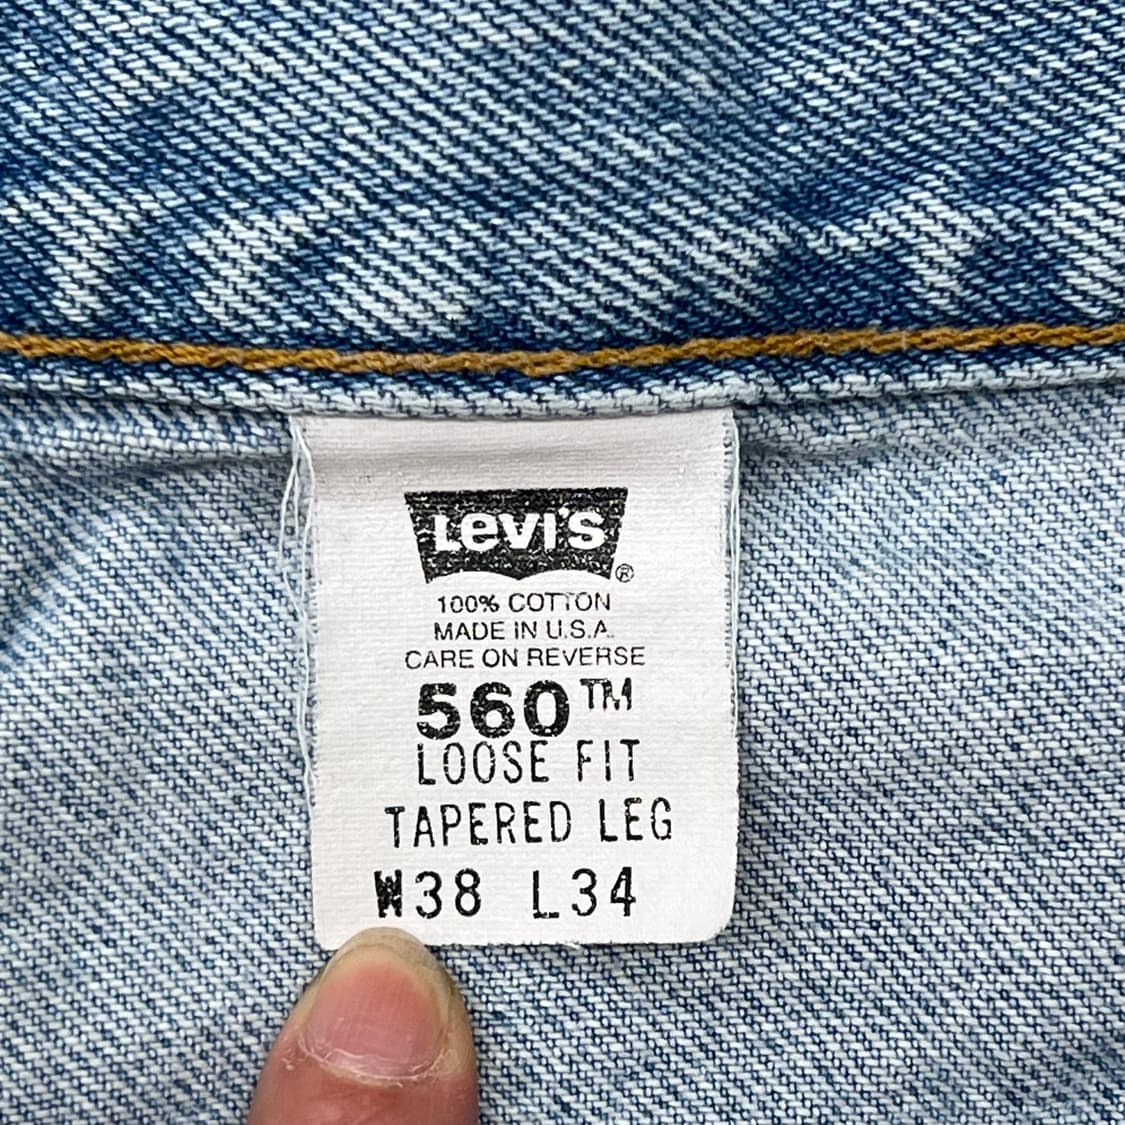 Levi's ®
100% COTTON
MADE IN U.S.A.
CARE ON REVERSE
560™
LOOSE FIT
TAPERED LEG
W38 L34